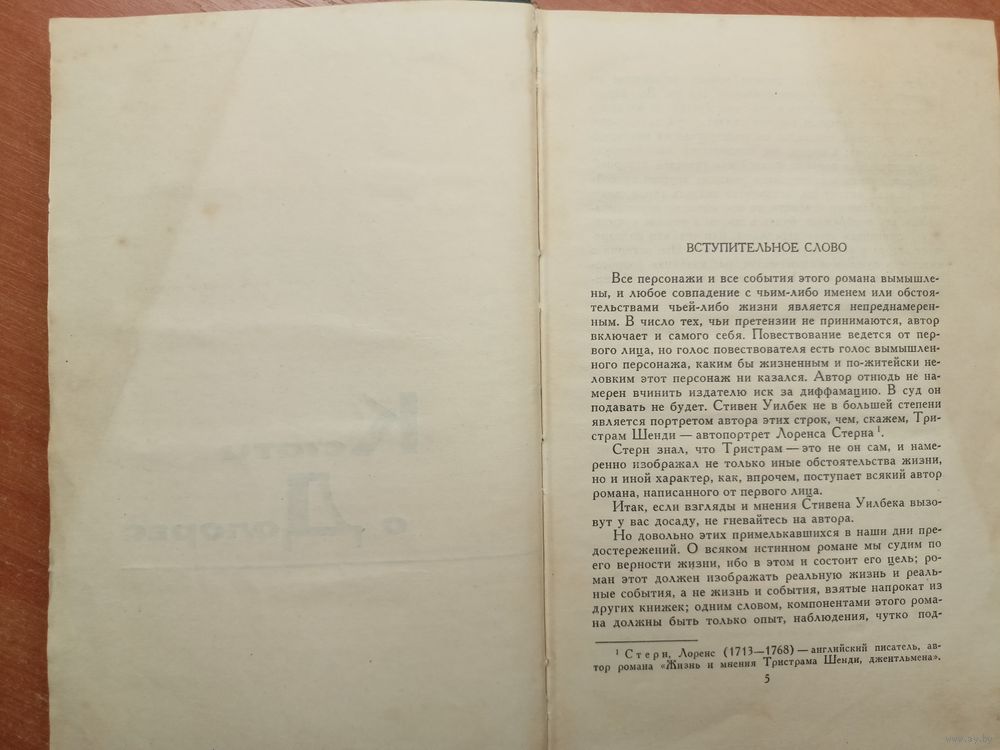 ВСТУПИТЕЛЬНОЕ СЛОВО
Все персонажи и все события этого романа вымышле-
ны, и любое совпадение с чьим-либо именем или обстоя-
тельствами чьей-либо жизни является непреднамерен-
ным. В число тех, чьи претензии не принимаются, автор
включает и самого себя. Повествование ведется от пер-
вого лица, но голос повествователя есть голос вымышлен-
ного персонажа, каким бы жизненным и по-житейски не-
ловким этот персонаж ни казался. Автор отнюдь не на-
мерен вчинить издателю иск за диффамацию. В суд он
подавать не будет. Стивен Уилбек не в большей степени
является портретом автора этих строк, чем, скажем, Три-
страм Шенди — автопортрет Лоренса Стерна ¹.
Стерн знал, что Тристрам — это не он сам, и наме-
ренно изображал не только иные обстоятельства жизни,
но и иной характер, как, впрочем, поступает всякий автор
романа, написанного от первого лица.
Итак, если взгляды и мнения Стивена Уилбека вызо-
вут у вас досаду, не гневайтесь на автора.
Но довольно этих примелькавшихся в наши дни пре-
достережений. О всяком истинном романе мы судим по
его верности жизни, ибо в этом и состоит его цель; ро-
ман этот должен изображать реальную жизнь и реаль-
ные события, а не жизнь и события, взятые напрокат из
других книжек; одним словом, компонентами этого рома-
на должны быть только опыт, наблюдения, чутко под-
¹ Стерн, Лоренс (1713—1768) — английский писатель, ав-
тор романа «Жизнь и мнения Тристрама Шенди, джентльмена».
5
www.ay.by